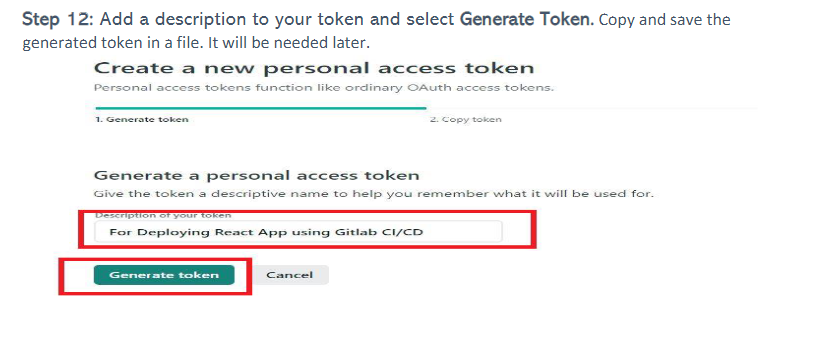 Step 12: Add a description to your token and select Generate Token. Copy and save the
generated token in a file. It will be needed later.
Create a new personal access token
Personal access tokens function like ordinary OAuth access tokens.
1. Generate token
2. Copy token
Generate a personal access token
Give the token a descriptive name to help you remember what it will be used for.
Description of your token
For Deploying React App using Gitlab CI/CD
Generate token
Cancel